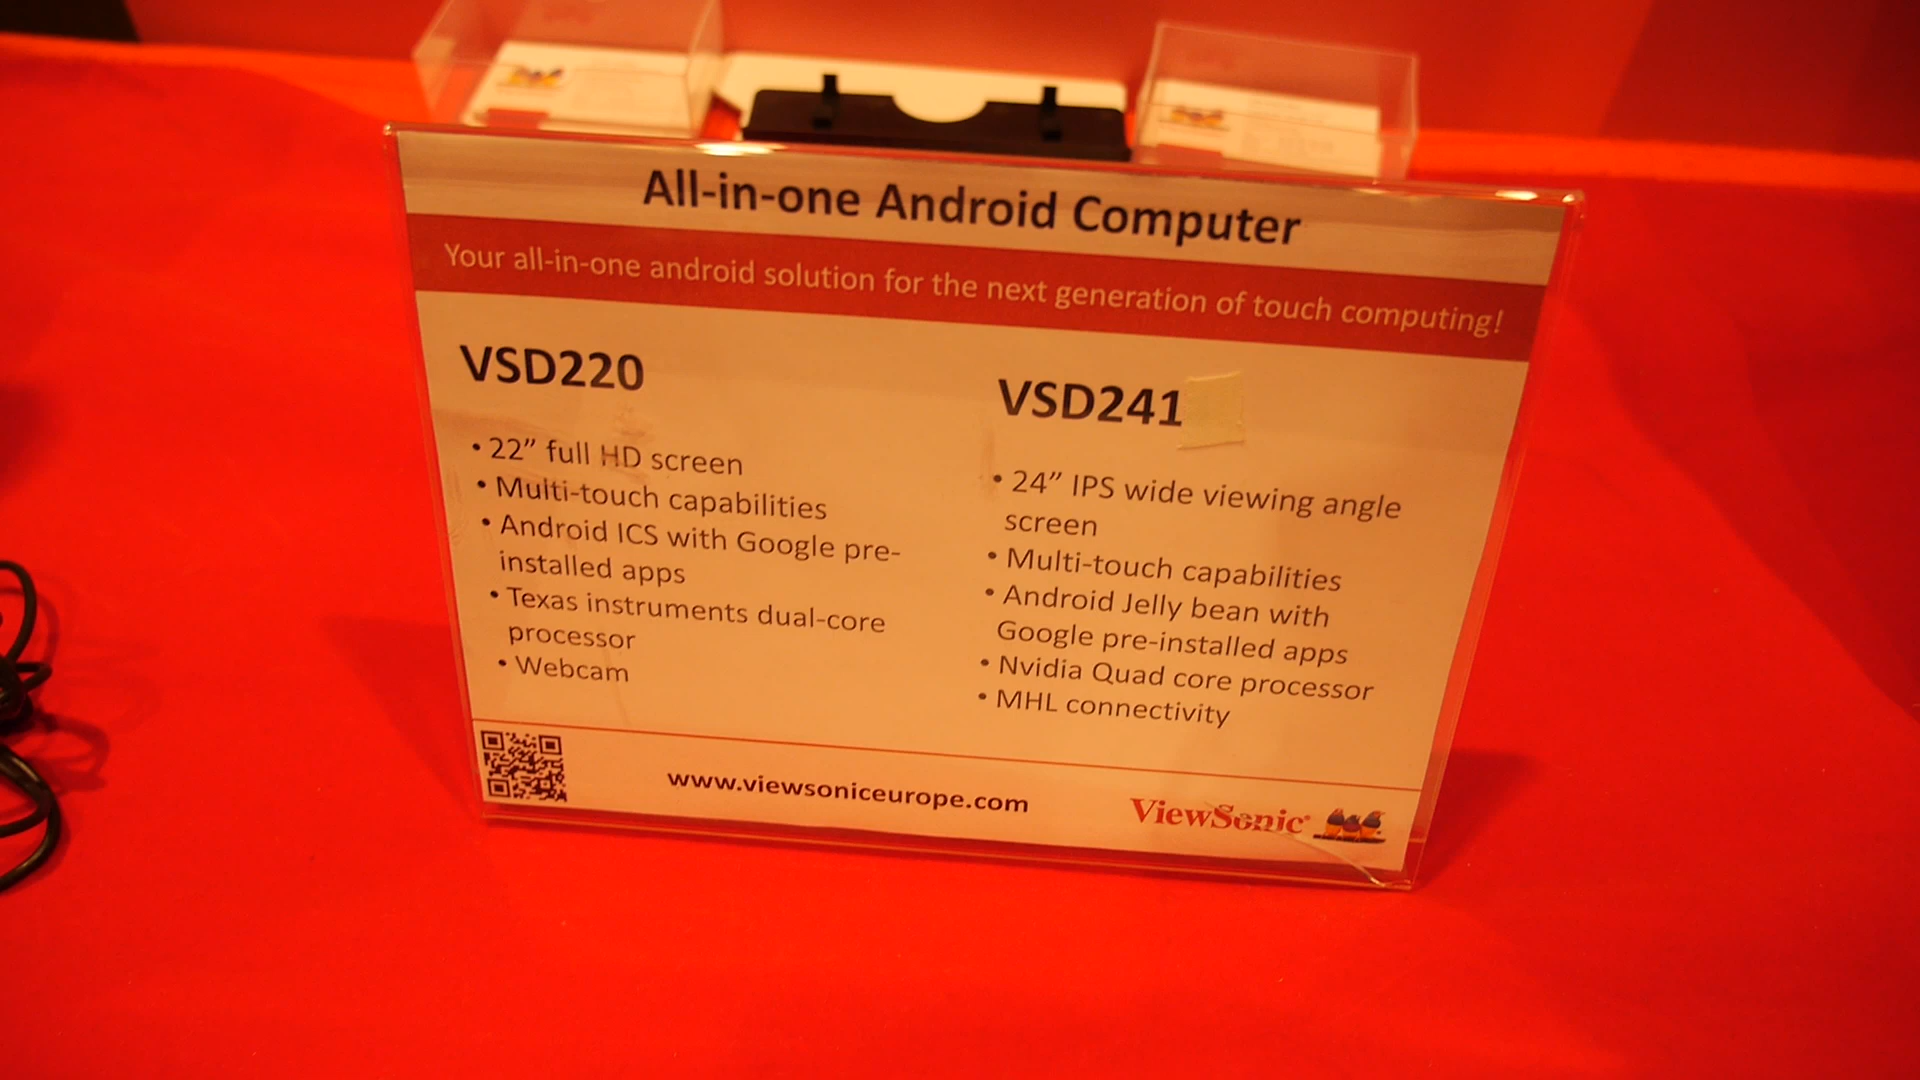 All-in-one Android Computer
Your all-in-one android solution for the next generation of touch computing!
VSD220
• 22” full HD screen
• Multi-touch capabilities
• Android ICS with Google pre-
installed apps
• Texas instruments dual-core
processor
• Webcam
VSD241
• 24” IPS wide viewing angle
screen
• Multi-touch capabilities
• Android Jelly bean with
Google pre-installed apps
• Nvidia Quad core processor
• MHL connectivity
www.viewsoniceurope.com
ViewSonic®